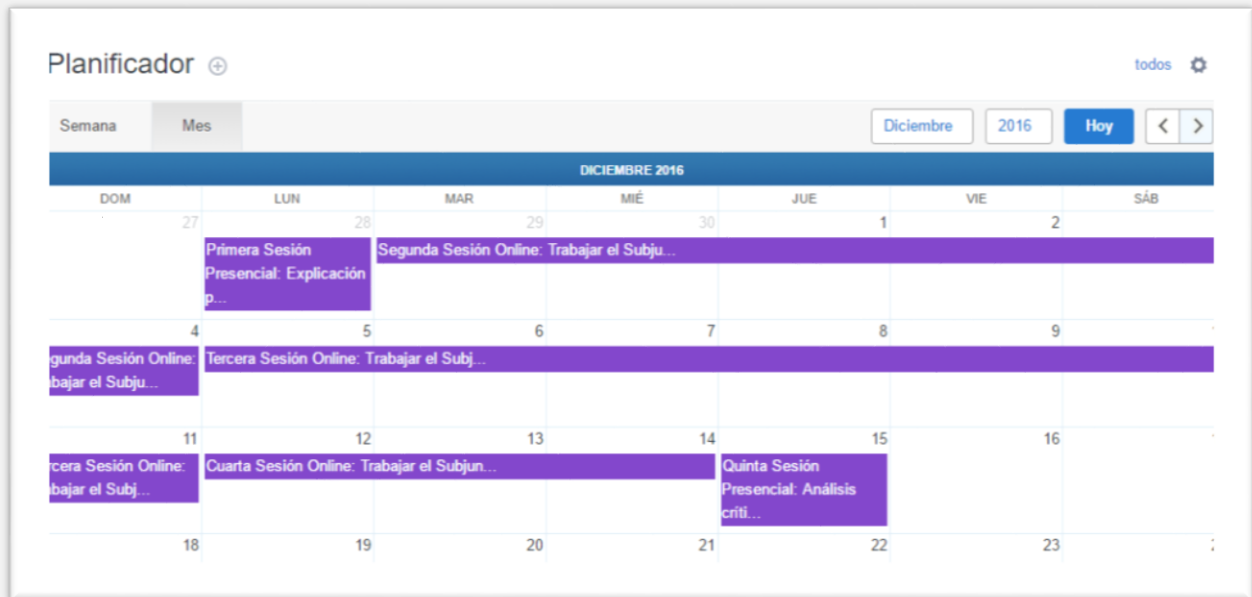 Planificador
todos
Semana Mes Diciembre 2016 Hoy
DICIEMBRE 2016
DOM LUN MAR MIÉ JUE VIE SÁB
27 28 29 30 1 2
Primera Sesión
Presencial: Explicación
p...
Segunda Sesión Online: Trabajar el Subju...
4 5 6 7 8 9
gunda Sesión Online:
bajar el Subju...
Tercera Sesión Online: Trabajar el Subj...
11 12 13 14 15 16
rcera Sesión Online:
bajar el Subj...
Cuarta Sesión Online: Trabajar el Subjun...
Quinta Sesión
Presencial: Análisis
críti...
18 19 20 21 22 23